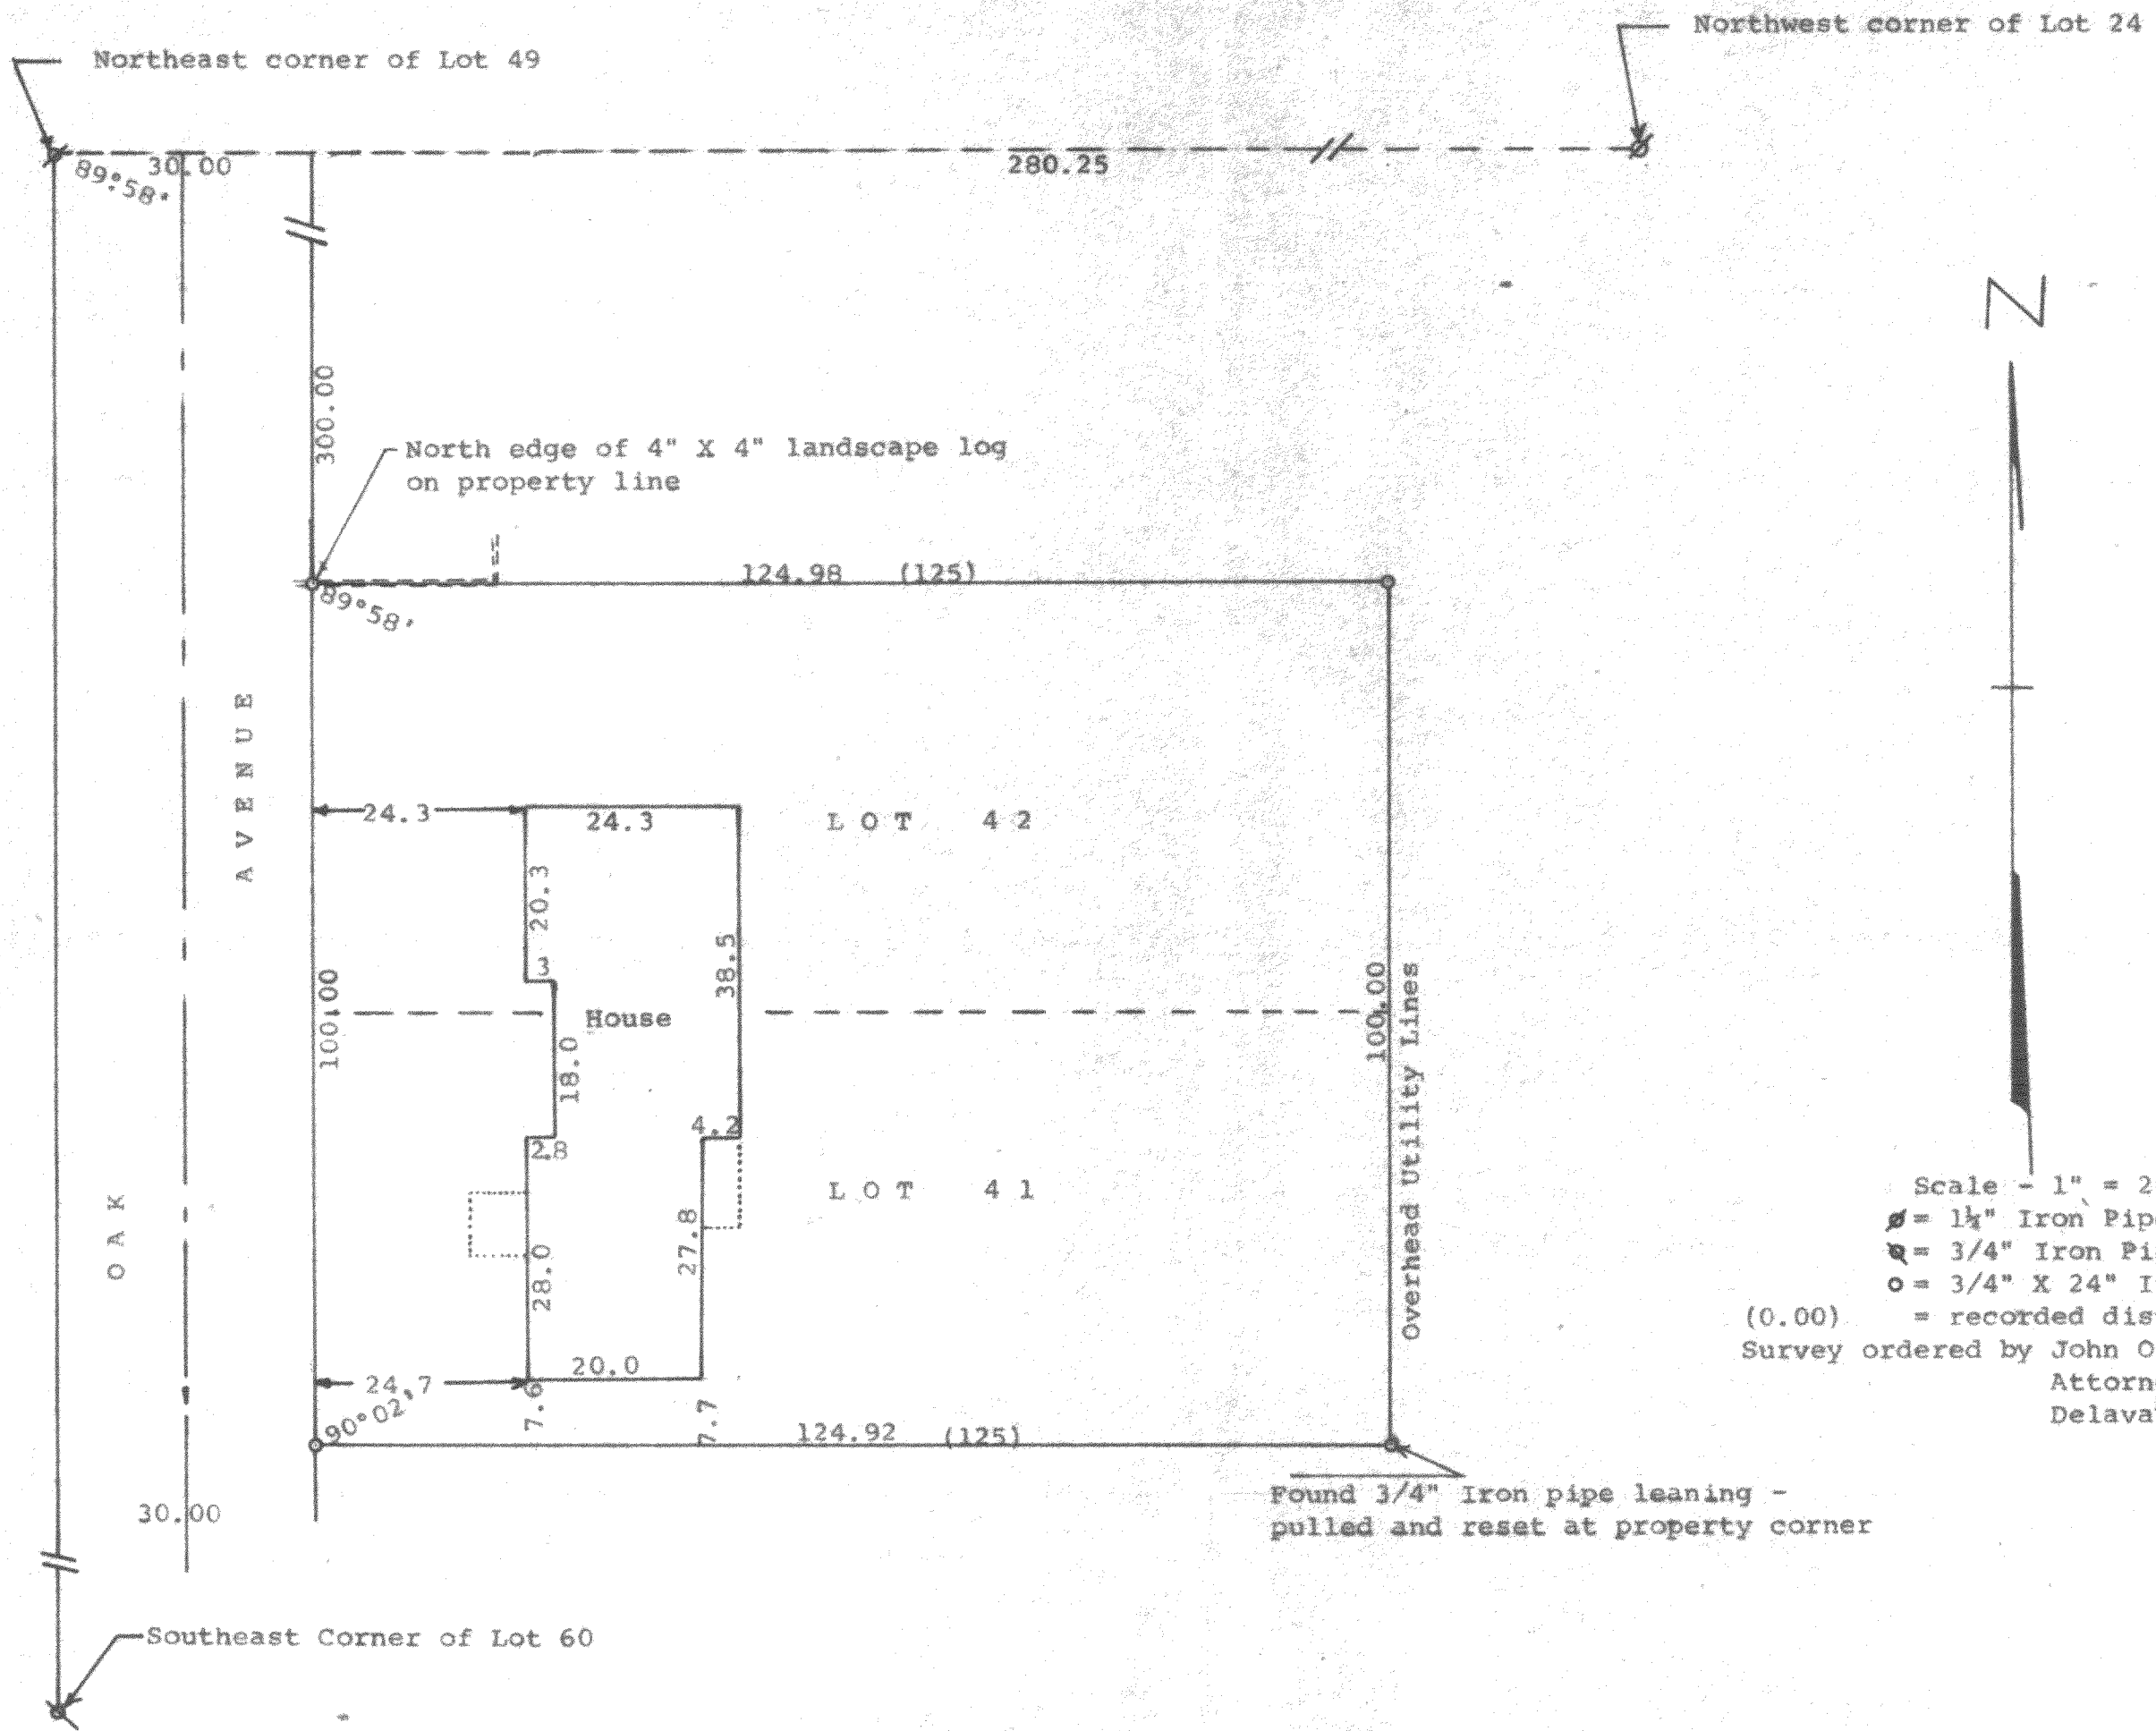 Northwest corner of Lot 24
Northeast corner of Lot 49
30.00
280.25
89°58'
300.00
North edge of 4" X 4" landscape log
on property line
124.98 (125)
89°58'
AVENUE
24.3
24.3
LOT 42
20.3
3
38.5
100.00
House
100.00
Overhead Utility Lines
18.0
4.2
2.8
LOT 41
OAK
27.8
28.0
20.0
24.7
7.6
7.7
90°02'
124.92 (125)
30.00
Found 3/4" Iron pipe leaning -
pulled and reset at property corner
Southeast Corner of Lot 60
N
Scale - 1" = 2
= 1¼" Iron Pip
= 3/4" Iron Pi
= 3/4" X 24" I
(0.00) = recorded dis
Survey ordered by John O
Attorn
Delava